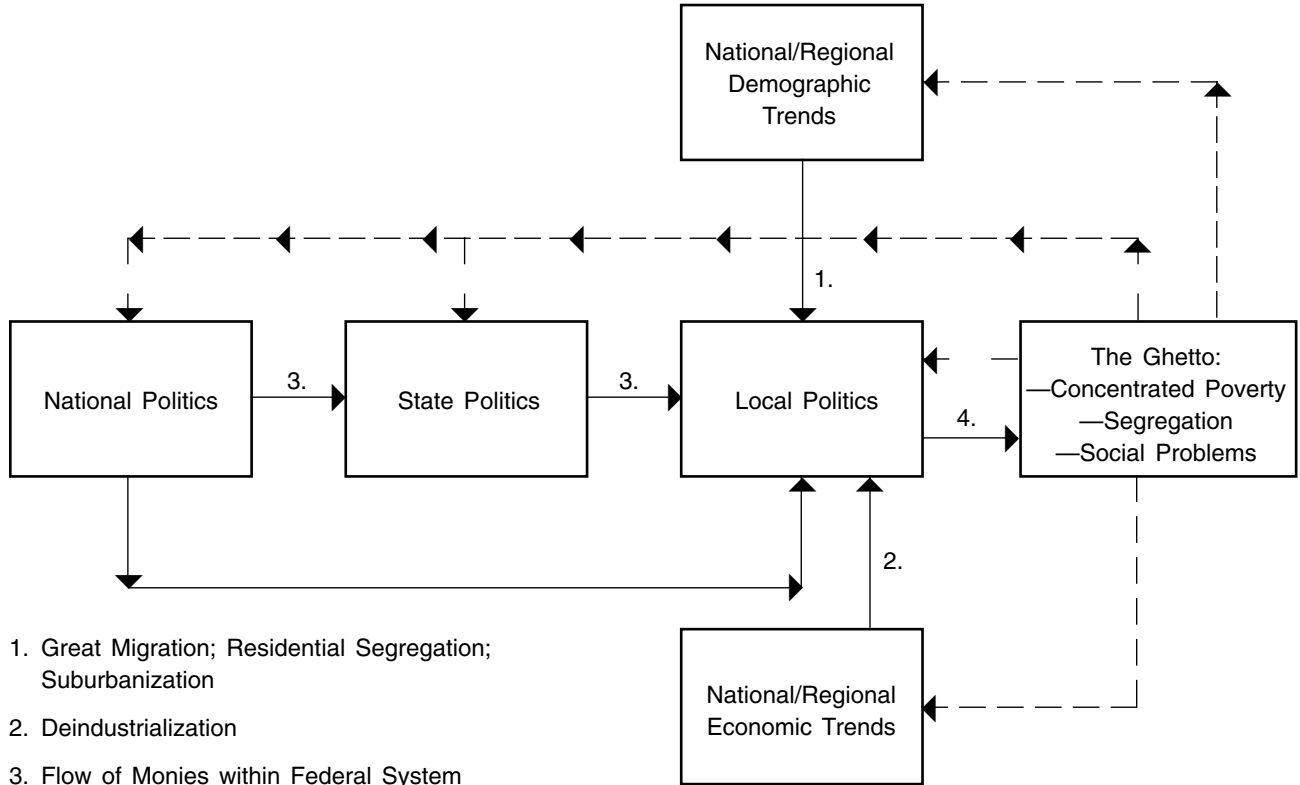 National/Regional
Demographic
Trends
1.
National Politics
3.
State Politics
3.
Local Politics
4.
The Ghetto:
—Concentrated Poverty
—Segregation
—Social Problems
2.
National/Regional
Economic Trends
1. Great Migration; Residential Segregation;
Suburbanization
2. Deindustrialization
3. Flow of Monies within Federal System